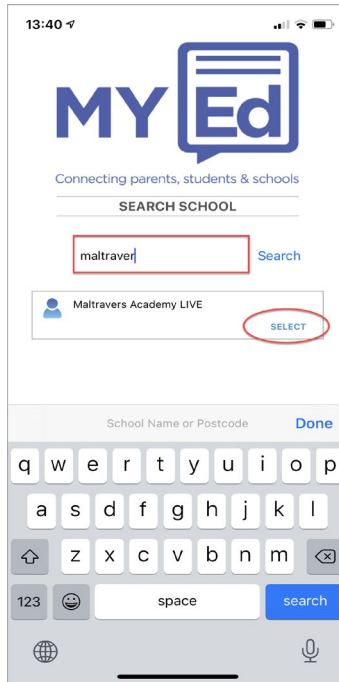 13:40
MY Ed
Connecting parents, students & schools
SEARCH SCHOOL
maltraver
Search
Maltravers Academy LIVE
SELECT
School Name or Postcode
Done
q w e r t y u i o p
a s d f g h j k l
z x c v b n m
123 space search